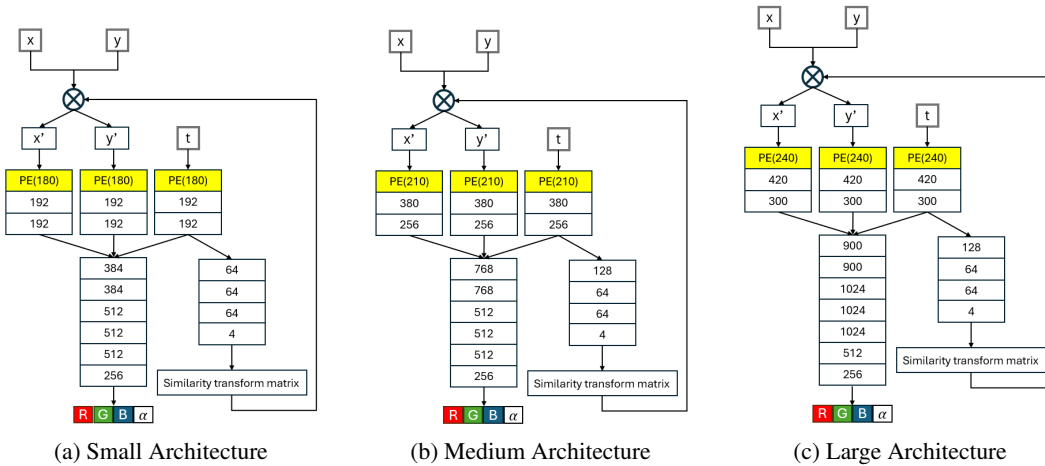 x y
x' y' t
PE(180) PE(180) PE(180)
192 192 192
192 192 192
384 64
384 64
512 64
512 4
512
256 Similarity transform matrix
R G B α
(a) Small Architecture
x y
x' y' t
PE(210) PE(210) PE(210)
380 380 380
256 256 256
768 128
768 64
512 64
512 4
512
256 Similarity transform matrix
R G B α
(b) Medium Architecture
x y
x' y' t
PE(240) PE(240) PE(240)
420 420 420
300 300 300
900 128
900 64
1024 64
1024 4
1024
512 Similarity transform matrix
256
R G B α
(c) Large Architecture